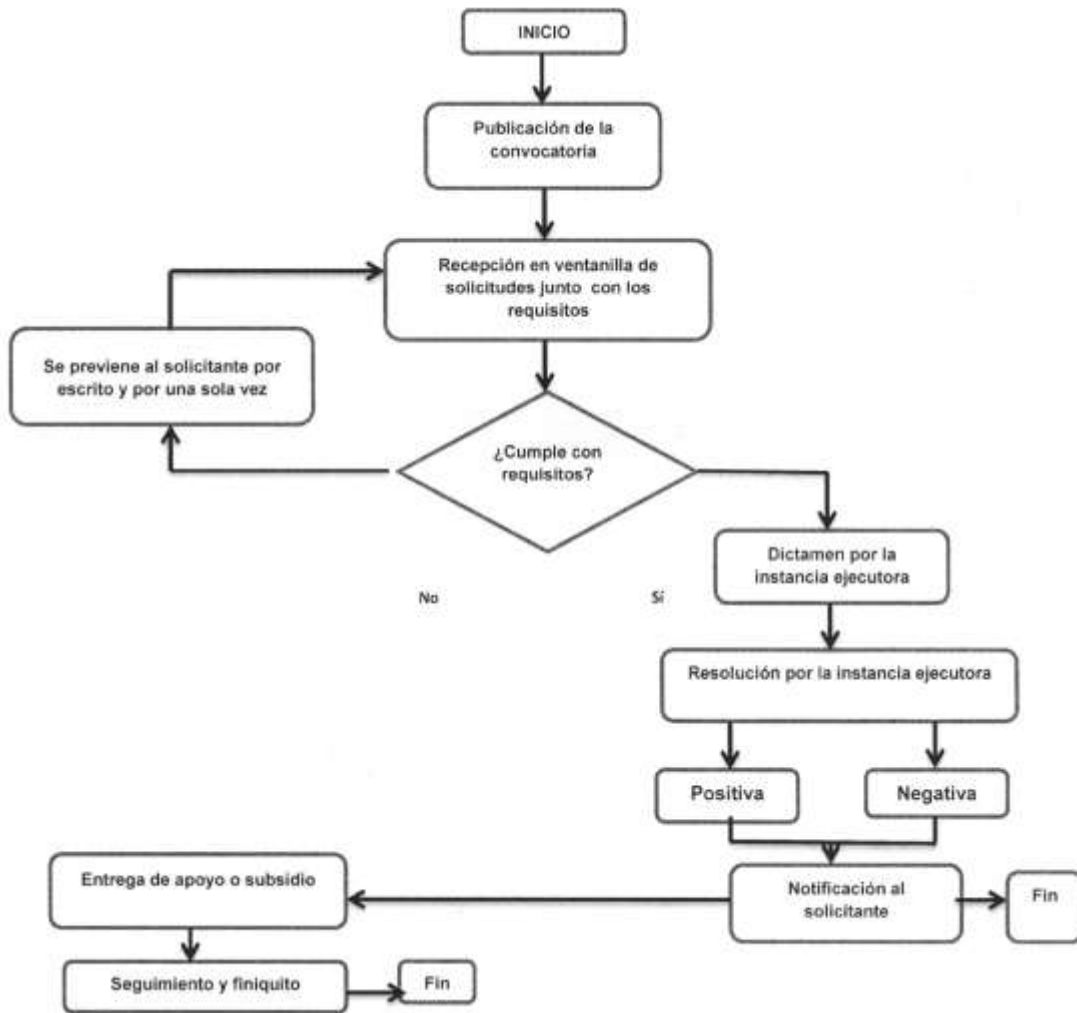 INICIO
Publicación de la
convocatoria
Recepción en ventanilla de
solicitudes junto con los
requisitos
Se previene al solicitante por
escrito y por una sola vez
¿Cumple con
requisitos?
Dictamen por la
instancia ejecutora
No
Sí
Resolución por la instancia ejecutora
Positiva
Negativa
Entrega de apoyo o subsidio
Notificación al
solicitante
Fin
Seguimiento y finiquito
Fin